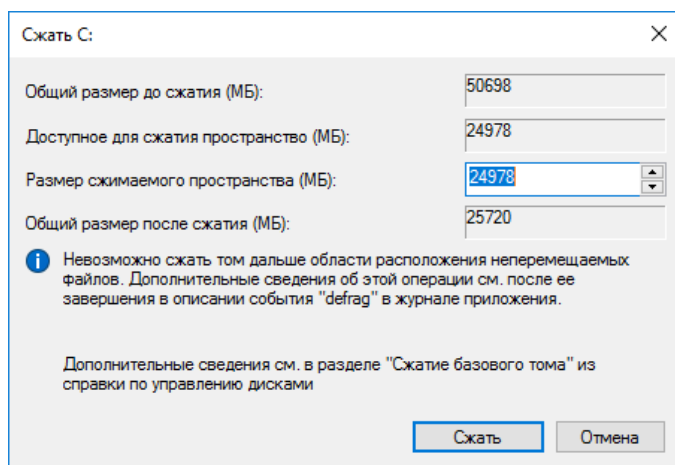 Сжать C:
Общий размер до сжатия (МБ): 50698
Доступное для сжатия пространство (МБ): 24978
Размер сжимаемого пространства (МБ): 24978
Общий размер после сжатия (МБ): 25720
Невозможно сжать том дальше области расположения неперемещаемых
файлов. Дополнительные сведения об этой операции см. после ее
завершения в описании события "defrag" в журнале приложения.
Дополнительные сведения см. в разделе "Сжатие базового тома" из
справки по управлению дисками
Сжать Отмена